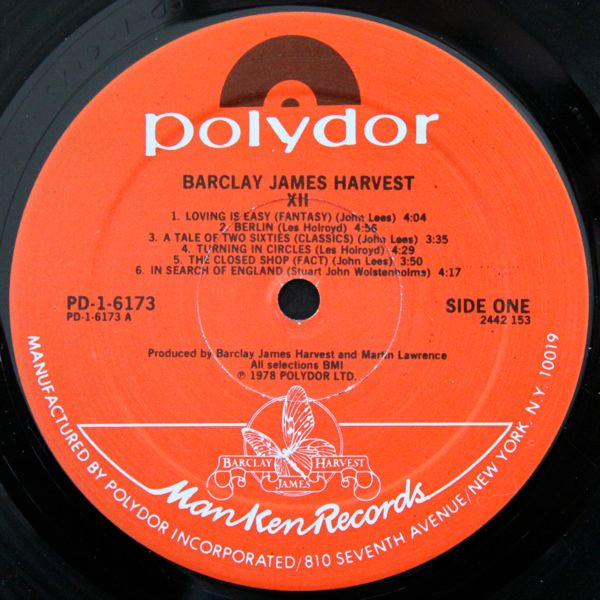 polydor
BARCLAY JAMES HARVEST
XII
1. LOVING IS EASY (FANTASY) (John Lees) 4:04
2. BERLIN (Les Holroyd) 4:56
3. A TALE OF TWO SIXTIES (CLASSICS) (John Lees) 3:35
4. TURNING IN CIRCLES (Les Holroyd) 4:29
5. THE CLOSED SHOP (FACT) (John Lees) 3:50
6. IN SEARCH OF ENGLAND (Stuart John Wolstenholms) 4:17
PD-1-6173
PD-1-6173 A
SIDE ONE
2442 153
Produced by Barclay James Harvest and Martin Lawrence
All selections BMI
℗ 1978 POLYDOR LTD.
BARCLAY JAMES HARVEST
Man Ken Records
MANUFACTURED BY POLYDOR INCORPORATED/810 SEVENTH AVENUE/NEW YORK, N.Y. 10019